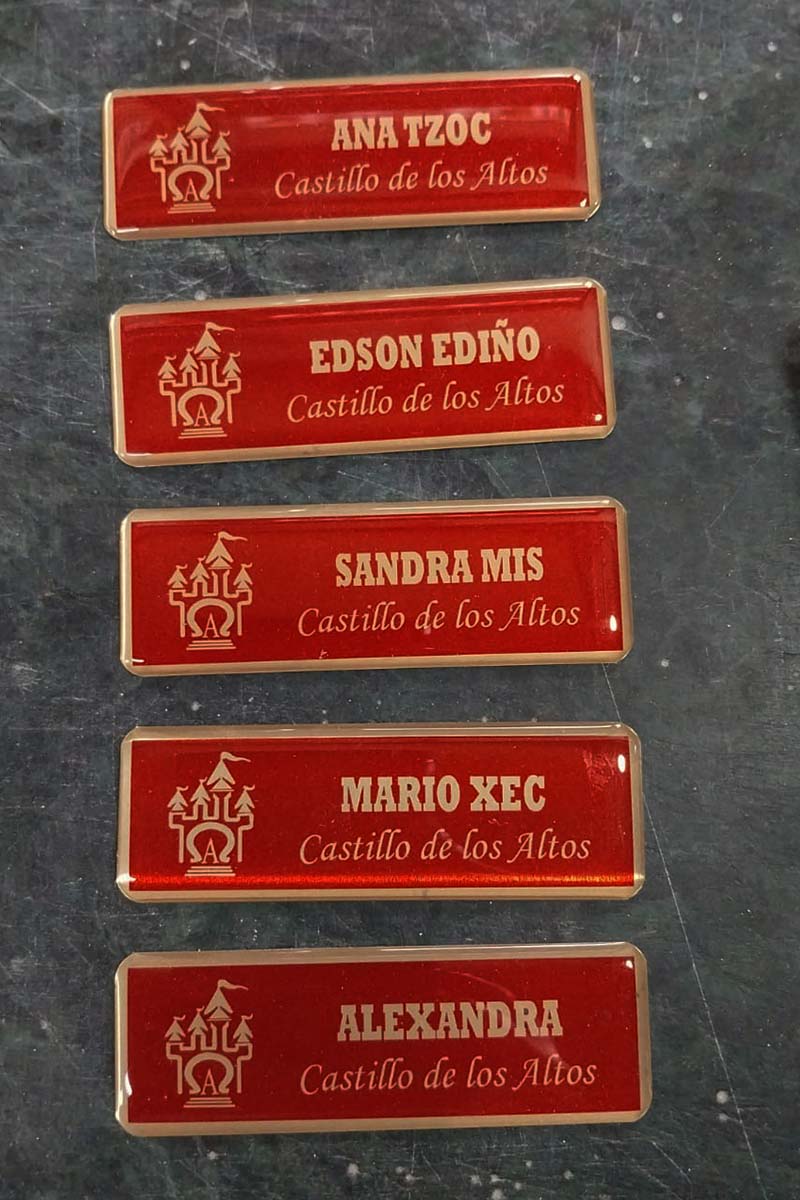 ANA TZOC
Castillo de los Altos
A
EDSON EDIÑO
Castillo de los Altos
A
SANDRA MIS
Castillo de los Altos
A
MARIO XEC
Castillo de los Altos
A
ALEXANDRA
Castillo de los Altos
A